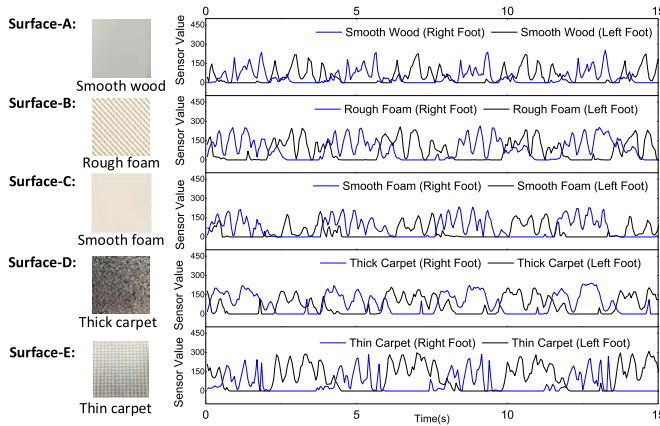 0 5 10 15
Surface-A:
Smooth wood
Sensor Value
450
300
150
0
Smooth Wood (Right Foot) Smooth Wood (Left Foot)
Surface-B:
Rough foam
Sensor Value
450
300
150
0
Rough Foam (Right Foot) Rough Foam (Left Foot)
Surface-C:
Smooth foam
Sensor Value
450
300
150
0
Smooth Foam (Right Foot) Smooth Foam (Left Foot)
Surface-D:
Thick carpet
Sensor Value
450
300
150
0
Thick Carpet (Right Foot) Thick Carpet (Left Foot)
Surface-E:
Thin carpet
Sensor Value
450
300
150
0
Thin Carpet (Right Foot) Thin Carpet (Left Foot)
0 5 10 15
Time(s)